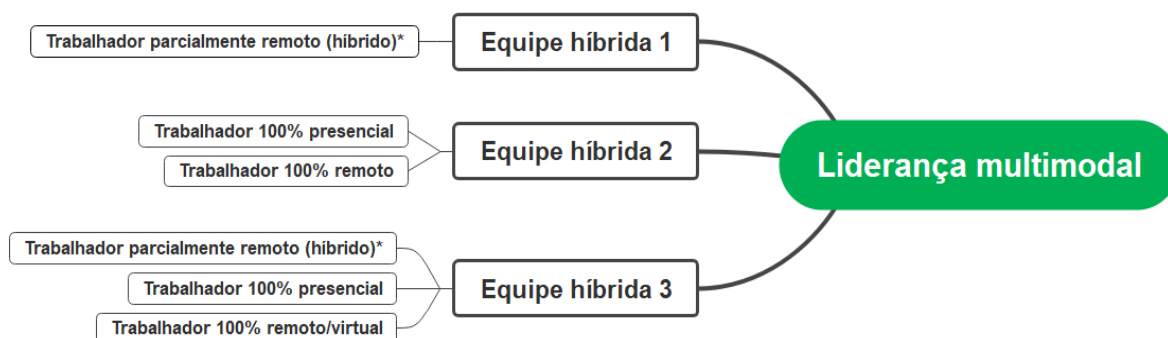 Trabalhador parcialmente remoto (híbrido)*
Equipe híbrida 1
Trabalhador 100% presencial
Trabalhador 100% remoto
Equipe híbrida 2
Liderança multimodal
Trabalhador parcialmente remoto (híbrido)*
Trabalhador 100% presencial
Trabalhador 100% remoto/virtual
Equipe híbrida 3